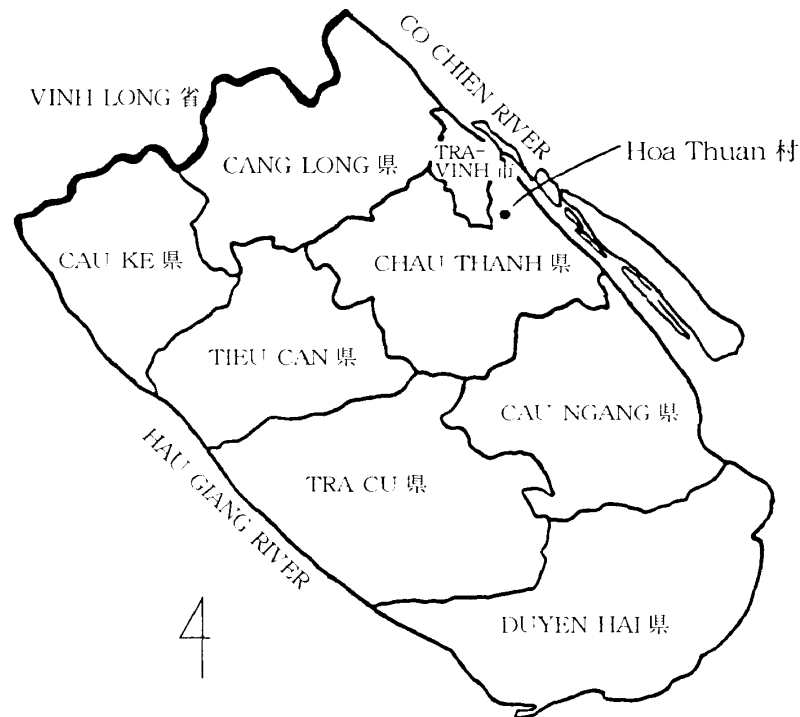 CO CHIEN RIVER
VINH LONG 省
TRA-
VINH 市
Hoa Thuan 村
CANG LONG 県
CAU KE 県
CHAU THANH 県
TIEU CAN 県
CAU NGANG 県
HAU GIANG RIVER
TRA CU 県
DUYEN HAI 県